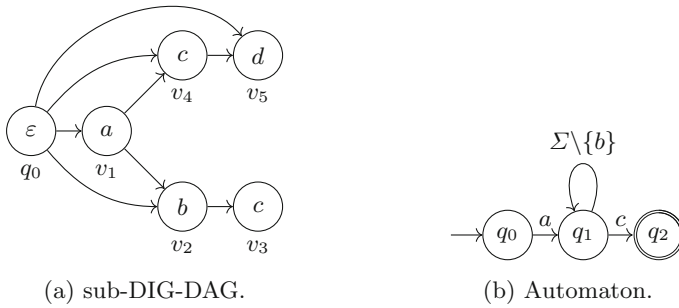 c
d
v4
v5
ε
a
q0
v1
b
c
v2
v3
(a) sub-DIG-DAG.
Σ\{b}
q0
a
q1
c
q2
(b) Automaton.